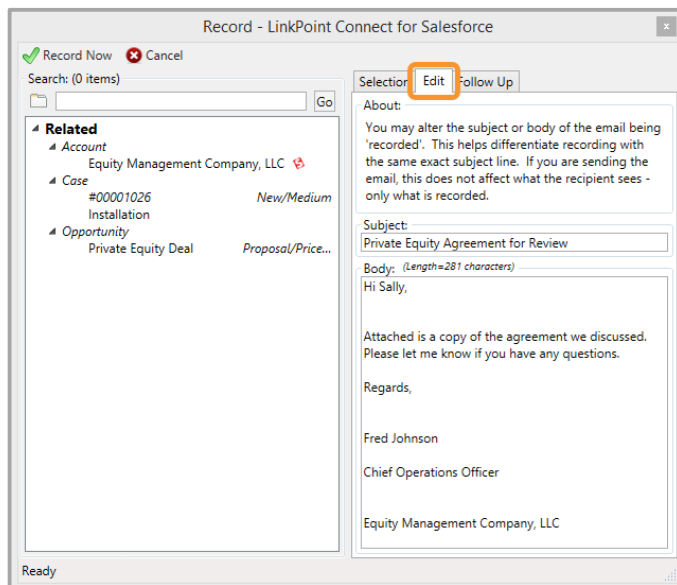 Record - LinkPoint Connect for Salesforce
x
Record Now Cancel
Search: (0 items)
Go
Related
Account
Equity Management Company, LLC
Case
#00001026 New/Medium
Installation
Opportunity
Private Equity Deal Proposal/Price...
Selection Edit Follow Up
About:
You may alter the subject or body of the email being
'recorded'. This helps differentiate recording with
the same exact subject line. If you are sending the
email, this does not affect what the recipient sees -
only what is recorded.
Subject:
Private Equity Agreement for Review
Body: (Length=281 characters)
Hi Sally,
Attached is a copy of the agreement we discussed.
Please let me know if you have any questions.
Regards,
Fred Johnson
Chief Operations Officer
Equity Management Company, LLC
Ready